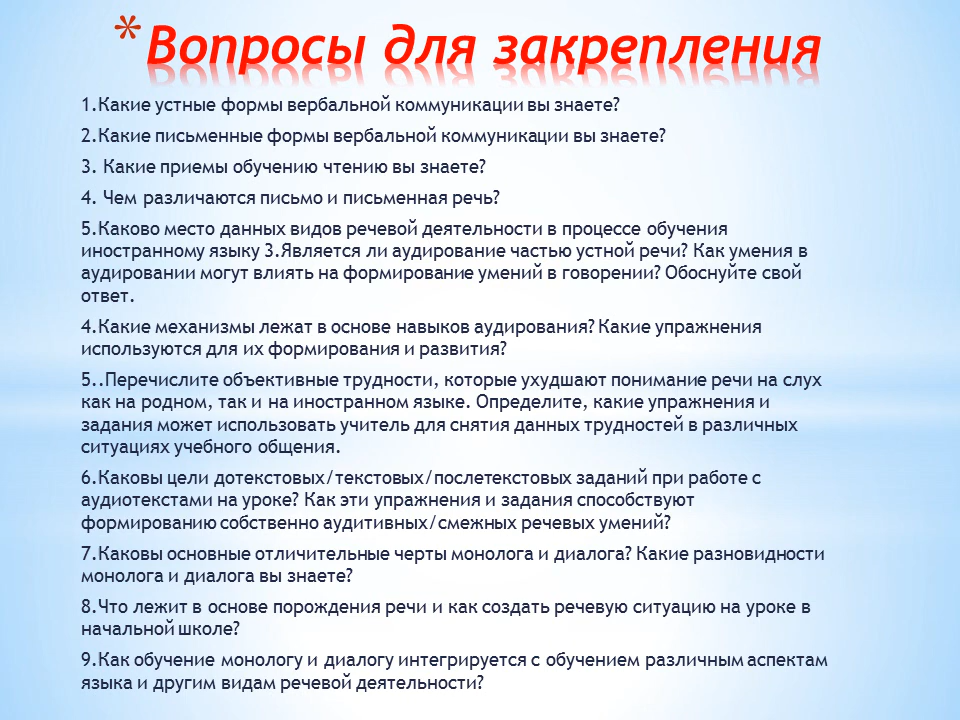 * Вопросы для закрепления
1.Какие устные формы вербальной коммуникации вы знаете?
2.Какие письменные формы вербальной коммуникации вы знаете?
3. Какие приемы обучению чтению вы знаете?
4. Чем различаются письмо и письменная речь?
5.Каково место данных видов речевой деятельности в процессе обучения
иностранному языку 3.Является ли аудирование частью устной речи? Как умения в
аудировании могут влиять на формирование умений в говорении? Обоснуйте свой
ответ.
4.Какие механизмы лежат в основе навыков аудирования? Какие упражнения
используются для их формирования и развития?
5..Перечислите объективные трудности, которые ухудшают понимание речи на слух
как на родном, так и на иностранном языке. Определите, какие упражнения и
задания может использовать учитель для снятия данных трудностей в различных
ситуациях учебного общения.
6.Каковы цели дотекстовых/текстовых/послетекстовых заданий при работе с
аудиотекстами на уроке? Как эти упражнения и задания способствуют
формированию собственно аудитивных/смежных речевых умений?
7.Каковы основные отличительные черты монолога и диалога? Какие разновидности
монолога и диалога вы знаете?
8.Что лежит в основе порождения речи и как создать речевую ситуацию на уроке в
начальной школе?
9.Как обучение монологу и диалогу интегрируется с обучением различным аспектам
языка и другим видам речевой деятельности?